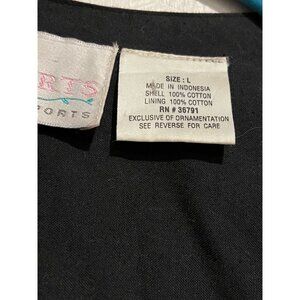 SIZE : L
MADE IN INDONESIA
SHELL 100% COTTON
LINING 100% COTTON
RN # 36791
EXCLUSIVE OF ORNAMENTATION
SEE REVERSE FOR CARE